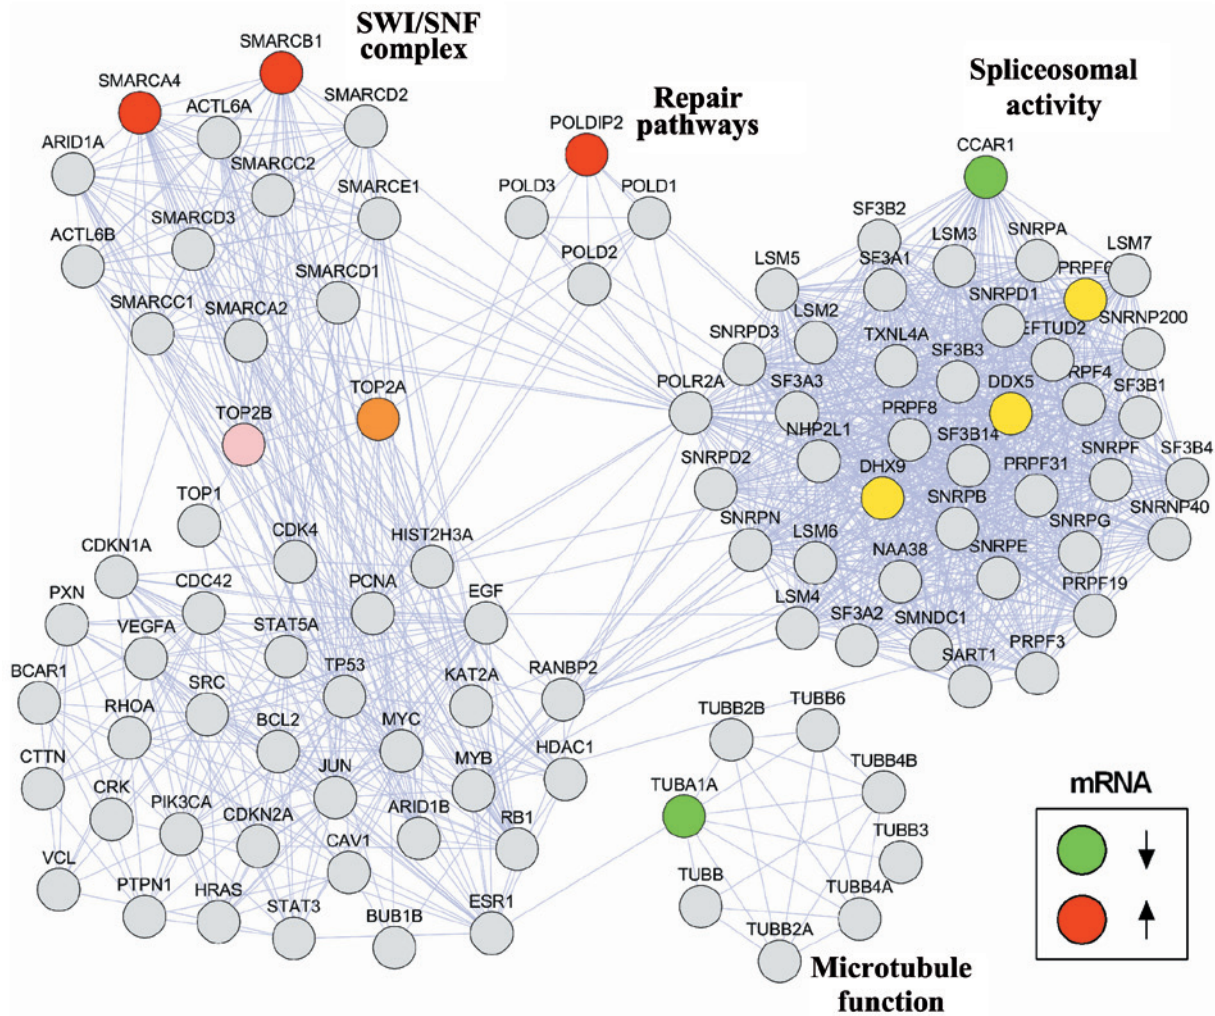 SWI/SNF
complex
SMARCB1
SMARCA4
ACTL6A
SMARCD2
ARID1A
SMARCC2
SMARCE1
SMARCD3
ACTL6B
SMARCD1
SMARCC1
SMARCA2
TOP2A
TOP2B
Repair
pathways
POLDIP2
POLD3
POLD1
POLD2
Spliceosomal
activity
CCAR1
SF3B2
LSM3
SNRPA
LSM7
LSM5
SF3A1
PRPF6
SNRPD1
LSM2
SNRNP200
SNRPD3
TXNL4A
SF3B3
EFTUD2
POLR2A
SF3A3
DDX5
RPF4
SF3B1
PRPF8
NHP2L1
SF3B14
SNRPD2
DHX9
PRPF31
SNRPF
SF3B4
SNRPB
SNRNP40
SNRPN
LSM6
SNRPG
NAA38
SNRPE
PRPF19
LSM4
SF3A2
SMNDC1
SART1
PRPF3
TOP1
CDK4
HIST2H3A
CDKN1A
CDC42
PCNA
EGF
PXN
VEGFA
STAT5A
TP53
KAT2A
RANBP2
BCAR1
SRC
RHOA
BCL2
MYC
HDAC1
CTTN
JUN
MYB
CRK
PIK3CA
CDKN2A
ARID1B
RB1
CAV1
VCL
PTPN1
HRAS
STAT3
BUB1B
ESR1
TUBB6
TUBB2B
TUBB4B
TUBA1A
TUBB3
TUBB
TUBB4A
TUBB2A
Microtubule
function
mRNA